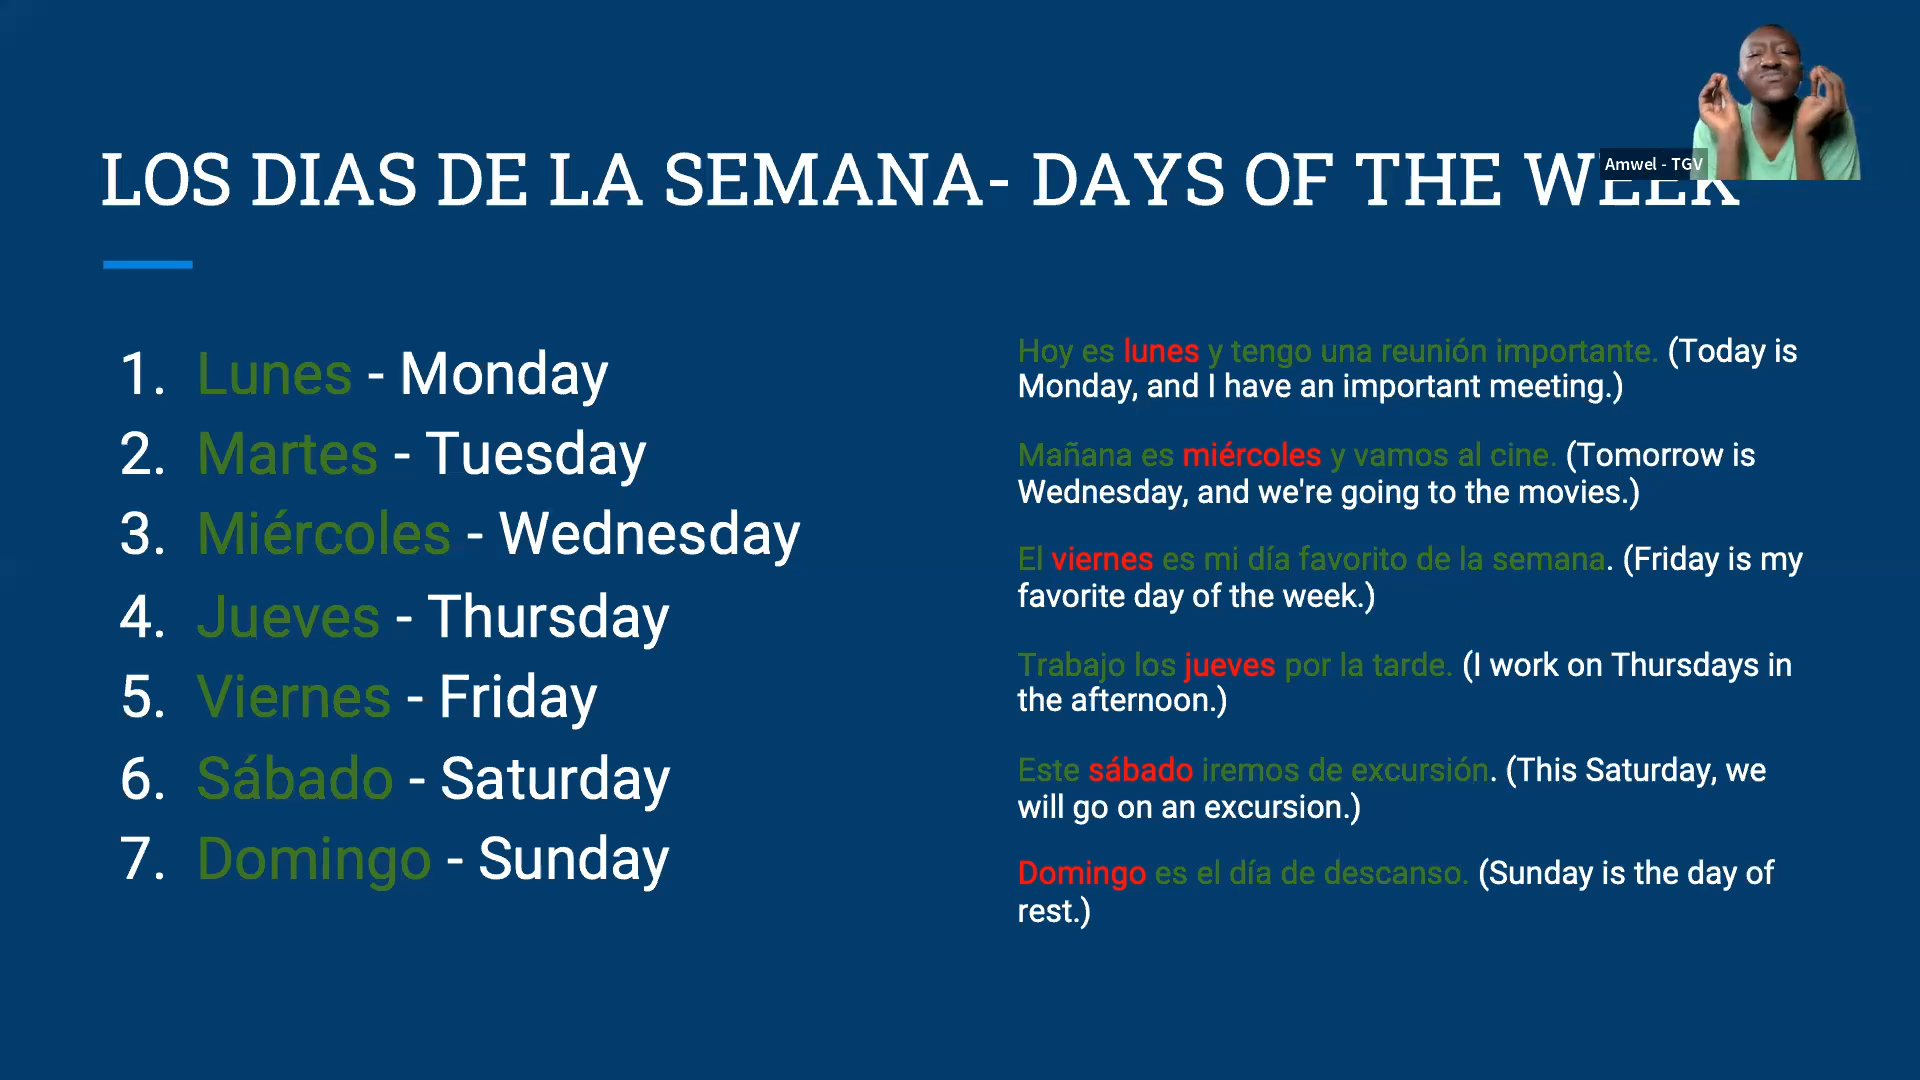 LOS DIAS DE LA SEMANA- DAYS OF THE WEEK
Amwel - TGV
1. Lunes - Monday
2. Martes - Tuesday
3. Miércoles - Wednesday
4. Jueves - Thursday
5. Viernes - Friday
6. Sábado - Saturday
7. Domingo - Sunday
Hoy es lunes y tengo una reunión importante. (Today is
Monday, and I have an important meeting.)
Mañana es miércoles y vamos al cine. (Tomorrow is
Wednesday, and we're going to the movies.)
El viernes es mi día favorito de la semana. (Friday is my
favorite day of the week.)
Trabajo los jueves por la tarde. (I work on Thursdays in
the afternoon.)
Este sábado iremos de excursión. (This Saturday, we
will go on an excursion.)
Domingo es el día de descanso. (Sunday is the day of
rest.)